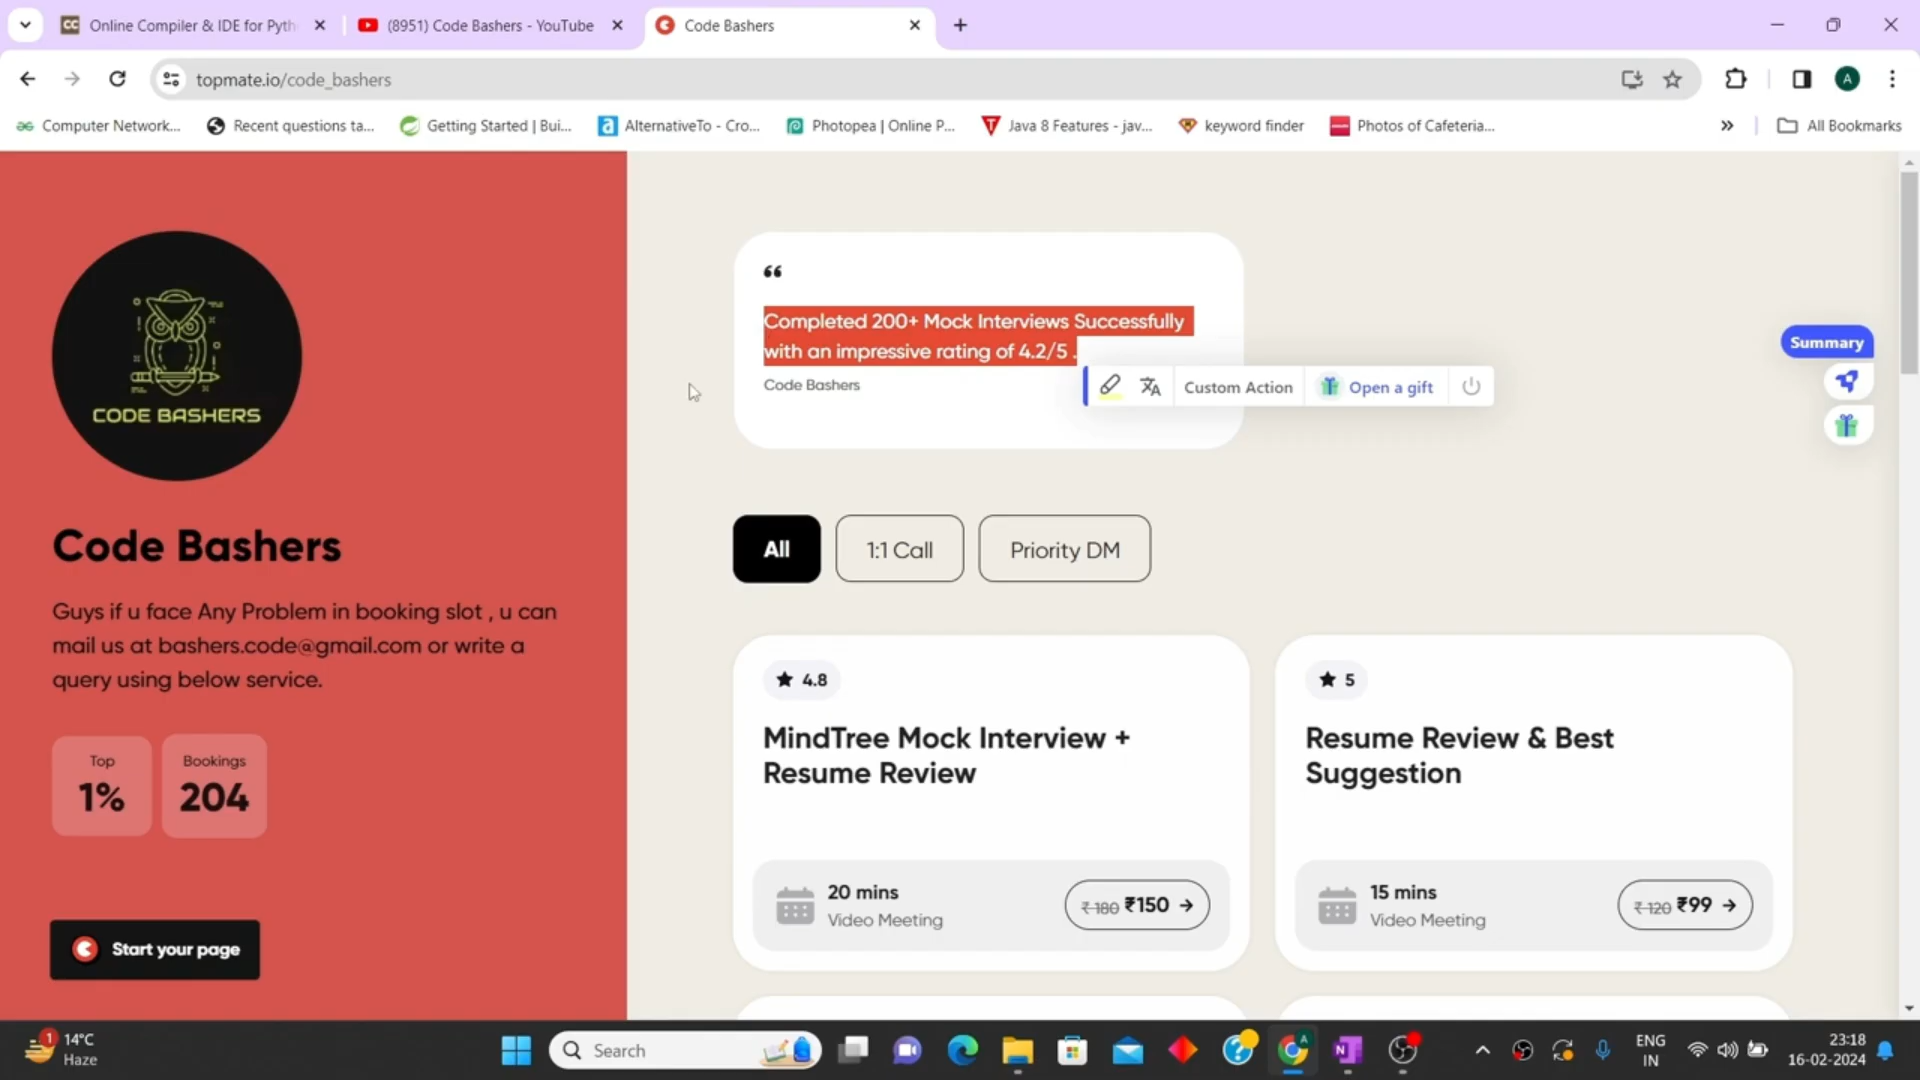 Online Compiler & IDE for Pyth
(8951) Code Bashers - YouTube
Code Bashers
topmate.io/code_bashers
A
Computer Network...
Recent questions ta...
Getting Started | Bui...
AlternativeTo - Cro...
Photopea | Online P...
Java 8 Features - jav...
keyword finder
Photos of Cafeteria...
All Bookmarks
CODE BASHERS
Code Bashers
Guys if u face Any Problem in booking slot , u can
mail us at bashers.code@gmail.com or write a
query using below service.
Top
1%
Bookings
204
Start your page
“
Completed 200+ Mock Interviews Successfully
with an impressive rating of 4.2/5 .
Code Bashers
Custom Action
Open a gift
Summary
All
1:1 Call
Priority DM
★ 4.8
MindTree Mock Interview +
Resume Review
20 mins
Video Meeting
₹ 180 ₹150 →
★ 5
Resume Review & Best
Suggestion
15 mins
Video Meeting
₹ 120 ₹99 →
1
14°C
Haze
Search
ENG
IN
23:18
16-02-2024